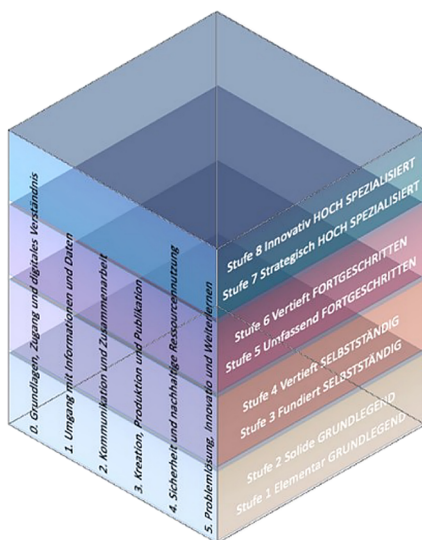 0. Grundlagen, Zugang und digitales Verständnis
1. Umgang mit Informationen und Daten
2. Kommunikation und Zusammenarbeit
3. Kreation, Produktion und Publikation
4. Sicherheit und nachhaltige Ressourcennutzung
5. Problemlösung, Innovatio und Weiterlernen
Stufe 8 Innovativ HOCH SPEZIALISIERT
Stufe 7 Strategisch HOCH SPEZIALISIERT
Stufe 6 Vertieft FORTGESCHRITTEN
Stufe 5 Umfassend FORTGESCHRITTEN
Stufe 4 Vertieft SELBSTSTÄNDIG
Stufe 3 Fundiert SELBSTSTÄNDIG
Stufe 2 Solide GRUNDLEGEND
Stufe 1 Elementar GRUNDLEGEND